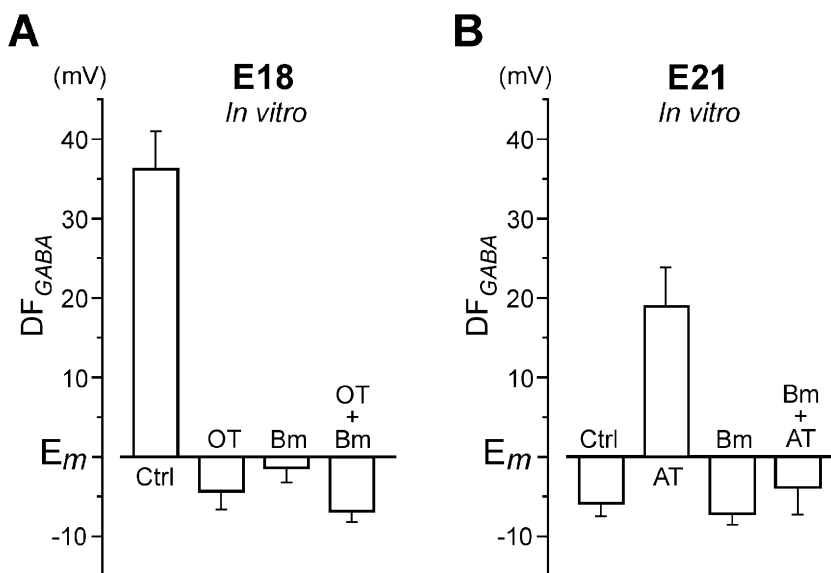 A
(mV)
E18
In vitro
40
30
20
10
Em
-10
DFGABA
Ctrl
OT
Bm
OT
+
Bm
B
(mV)
E21
In vitro
40
30
20
10
Em
-10
DFGABA
Ctrl
AT
Bm
Bm
+
AT